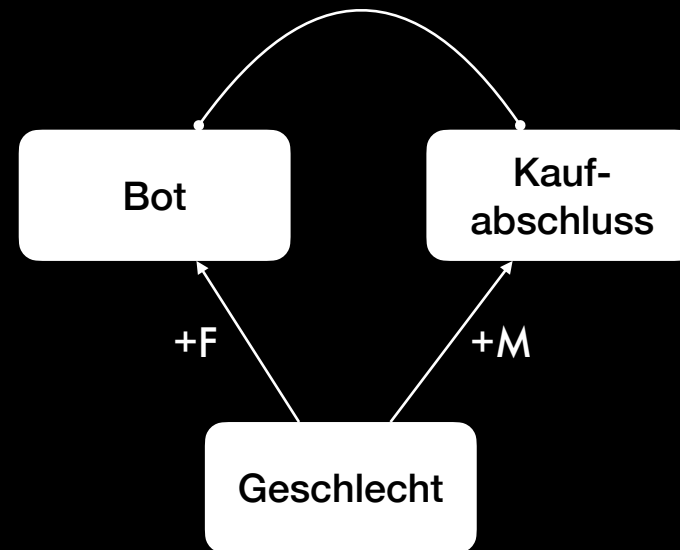 Bot
Kauf-
abschluss
+F
+M
Geschlecht